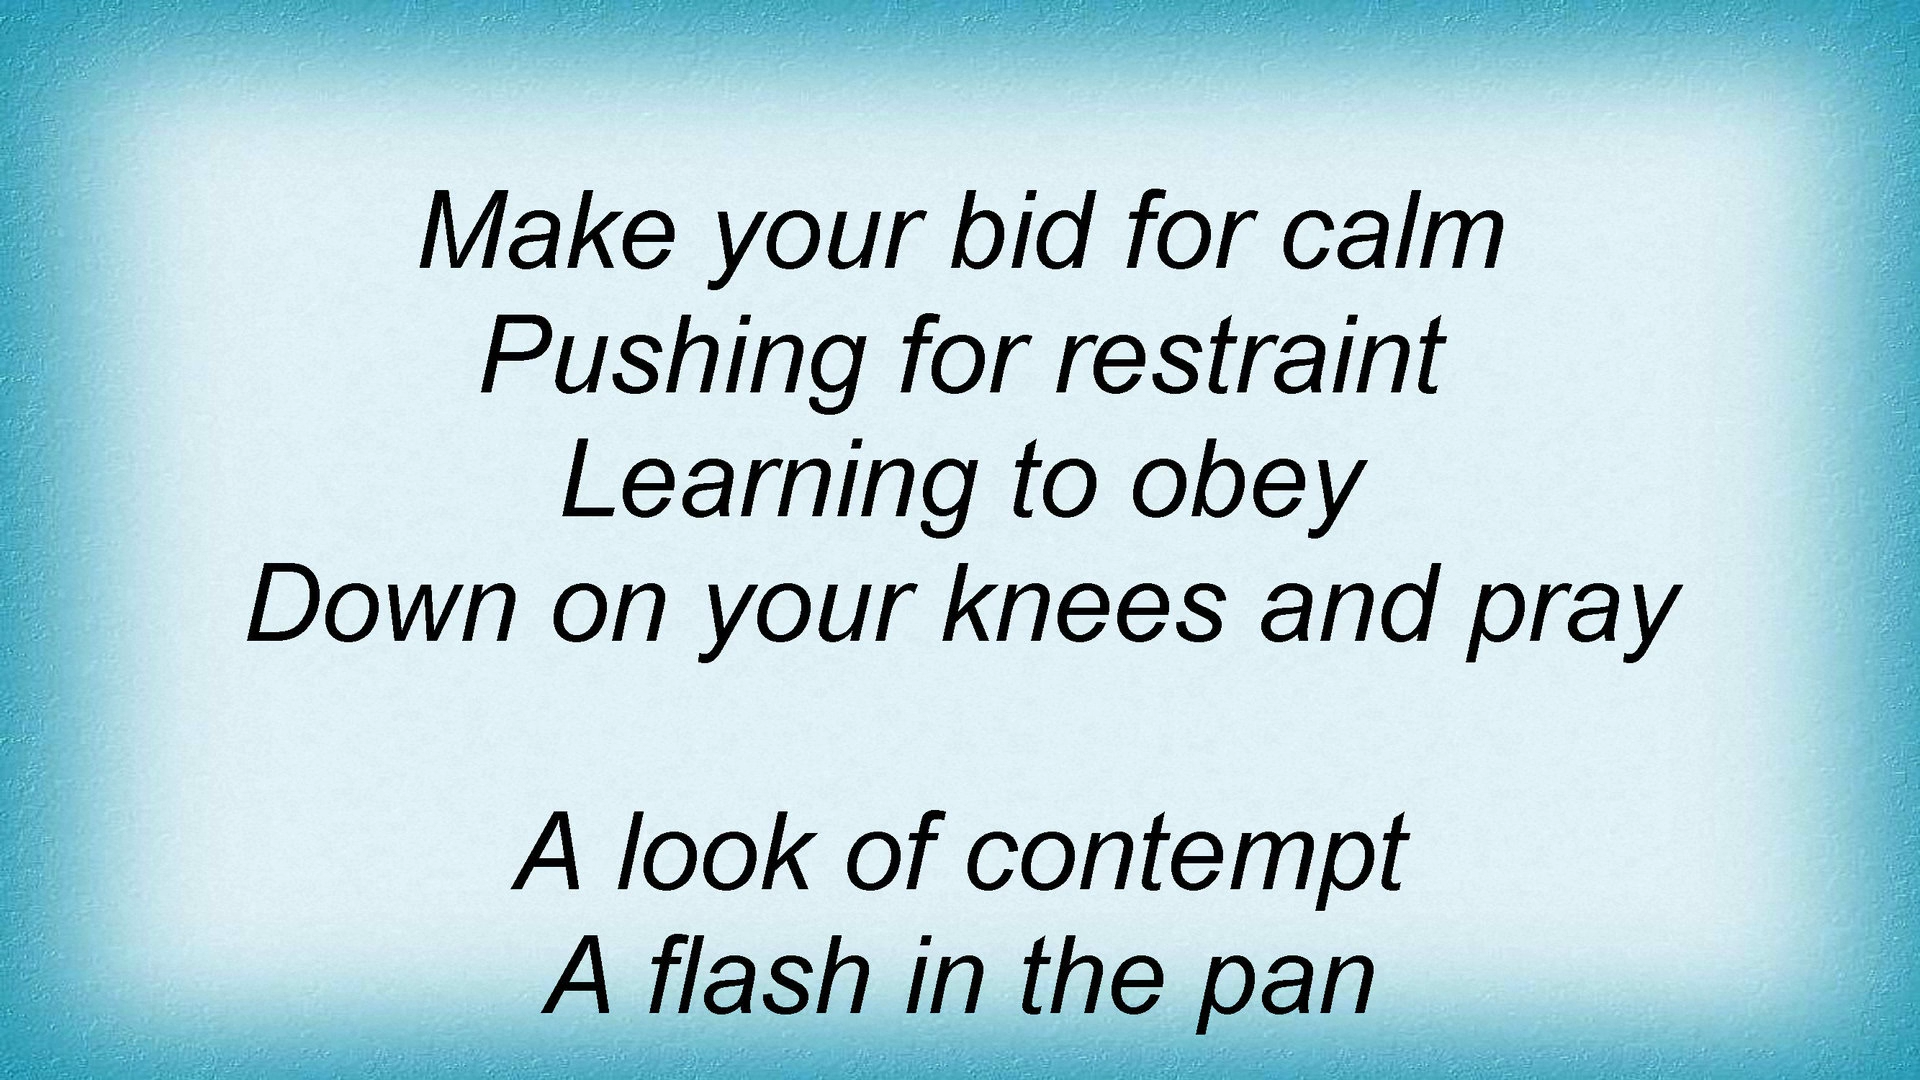 Make your bid for calm
Pushing for restraint
Learning to obey
Down on your knees and pray
A look of contempt
A flash in the pan